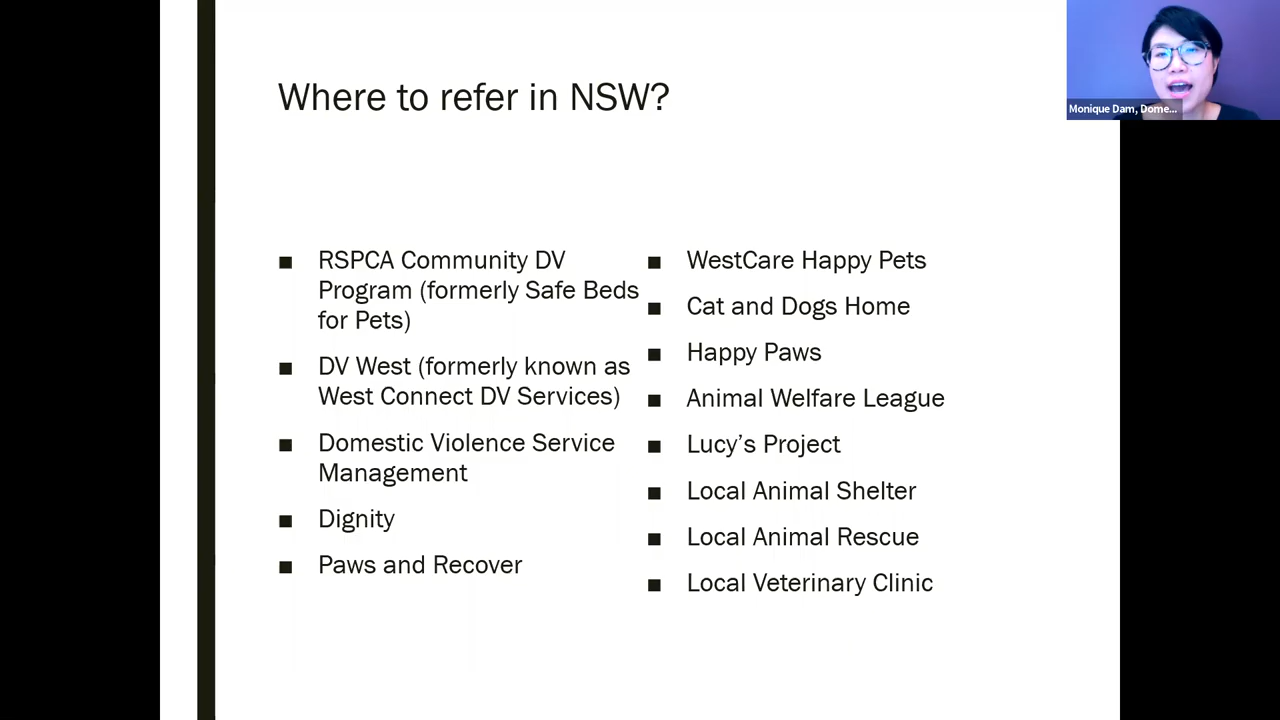 Where to refer in NSW?
■ RSPCA Community DV
Program (formerly Safe Beds
for Pets)
■ DV West (formerly known as
West Connect DV Services)
■ Domestic Violence Service
Management
■ Dignity
■ Paws and Recover
■ WestCare Happy Pets
■ Cat and Dogs Home
■ Happy Paws
■ Animal Welfare League
■ Lucy’s Project
■ Local Animal Shelter
■ Local Animal Rescue
■ Local Veterinary Clinic
Monique Dam, Dome...